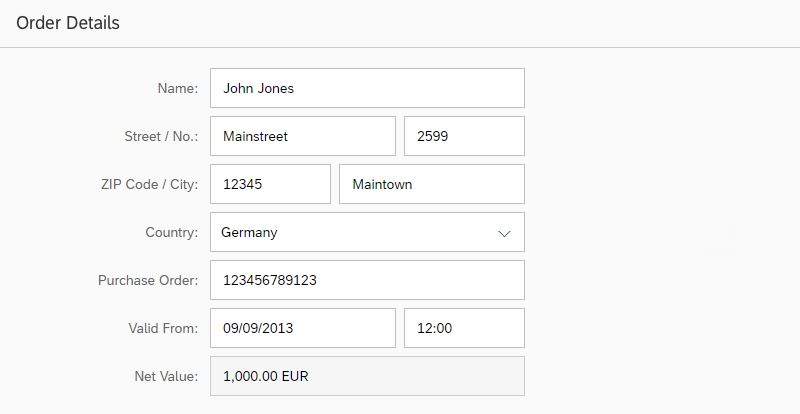 Order Details
Name: John Jones
Street / No.: Mainstreet 2599
ZIP Code / City: 12345 Maintown
Country: Germany
Purchase Order: 123456789123
Valid From: 09/09/2013 12:00
Net Value: 1,000.00 EUR